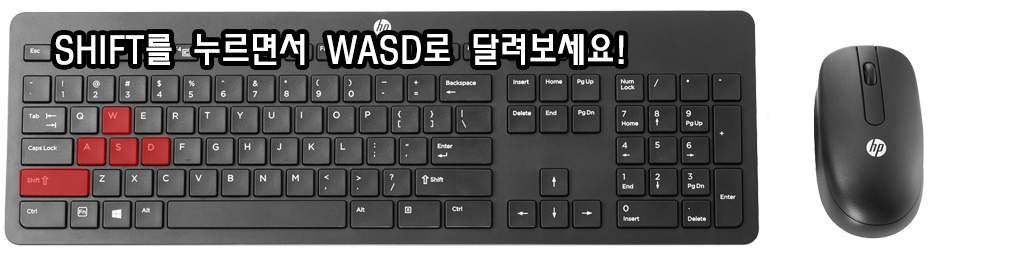 hp
SHIFT를 누르면서 WASD로 달려보세요!
Esc
~ ! @ # $ % ^ & * ( ) _ + Backspace Insert Home Pg Up Num Lock / * -
` 1 2 3 4 5 6 7 8 9 0 - = ←
Tab Q W E R T Y U I O P { } | Delete End Pg Dn 7 8 9 +
[ ] \ Home ↑ Pg Up
Caps Lock A S D F G H J K L : " Enter 4 5 6
; ' ← →
Shift ⇧ Z X C V B N M < > ? ⇧ Shift ↑ 1 2 3 Enter
, . / End ↓ Pg Dn
Ctrl Fn Alt Alt Ctrl ← ↓ → 0 .
Insert Delete
hp